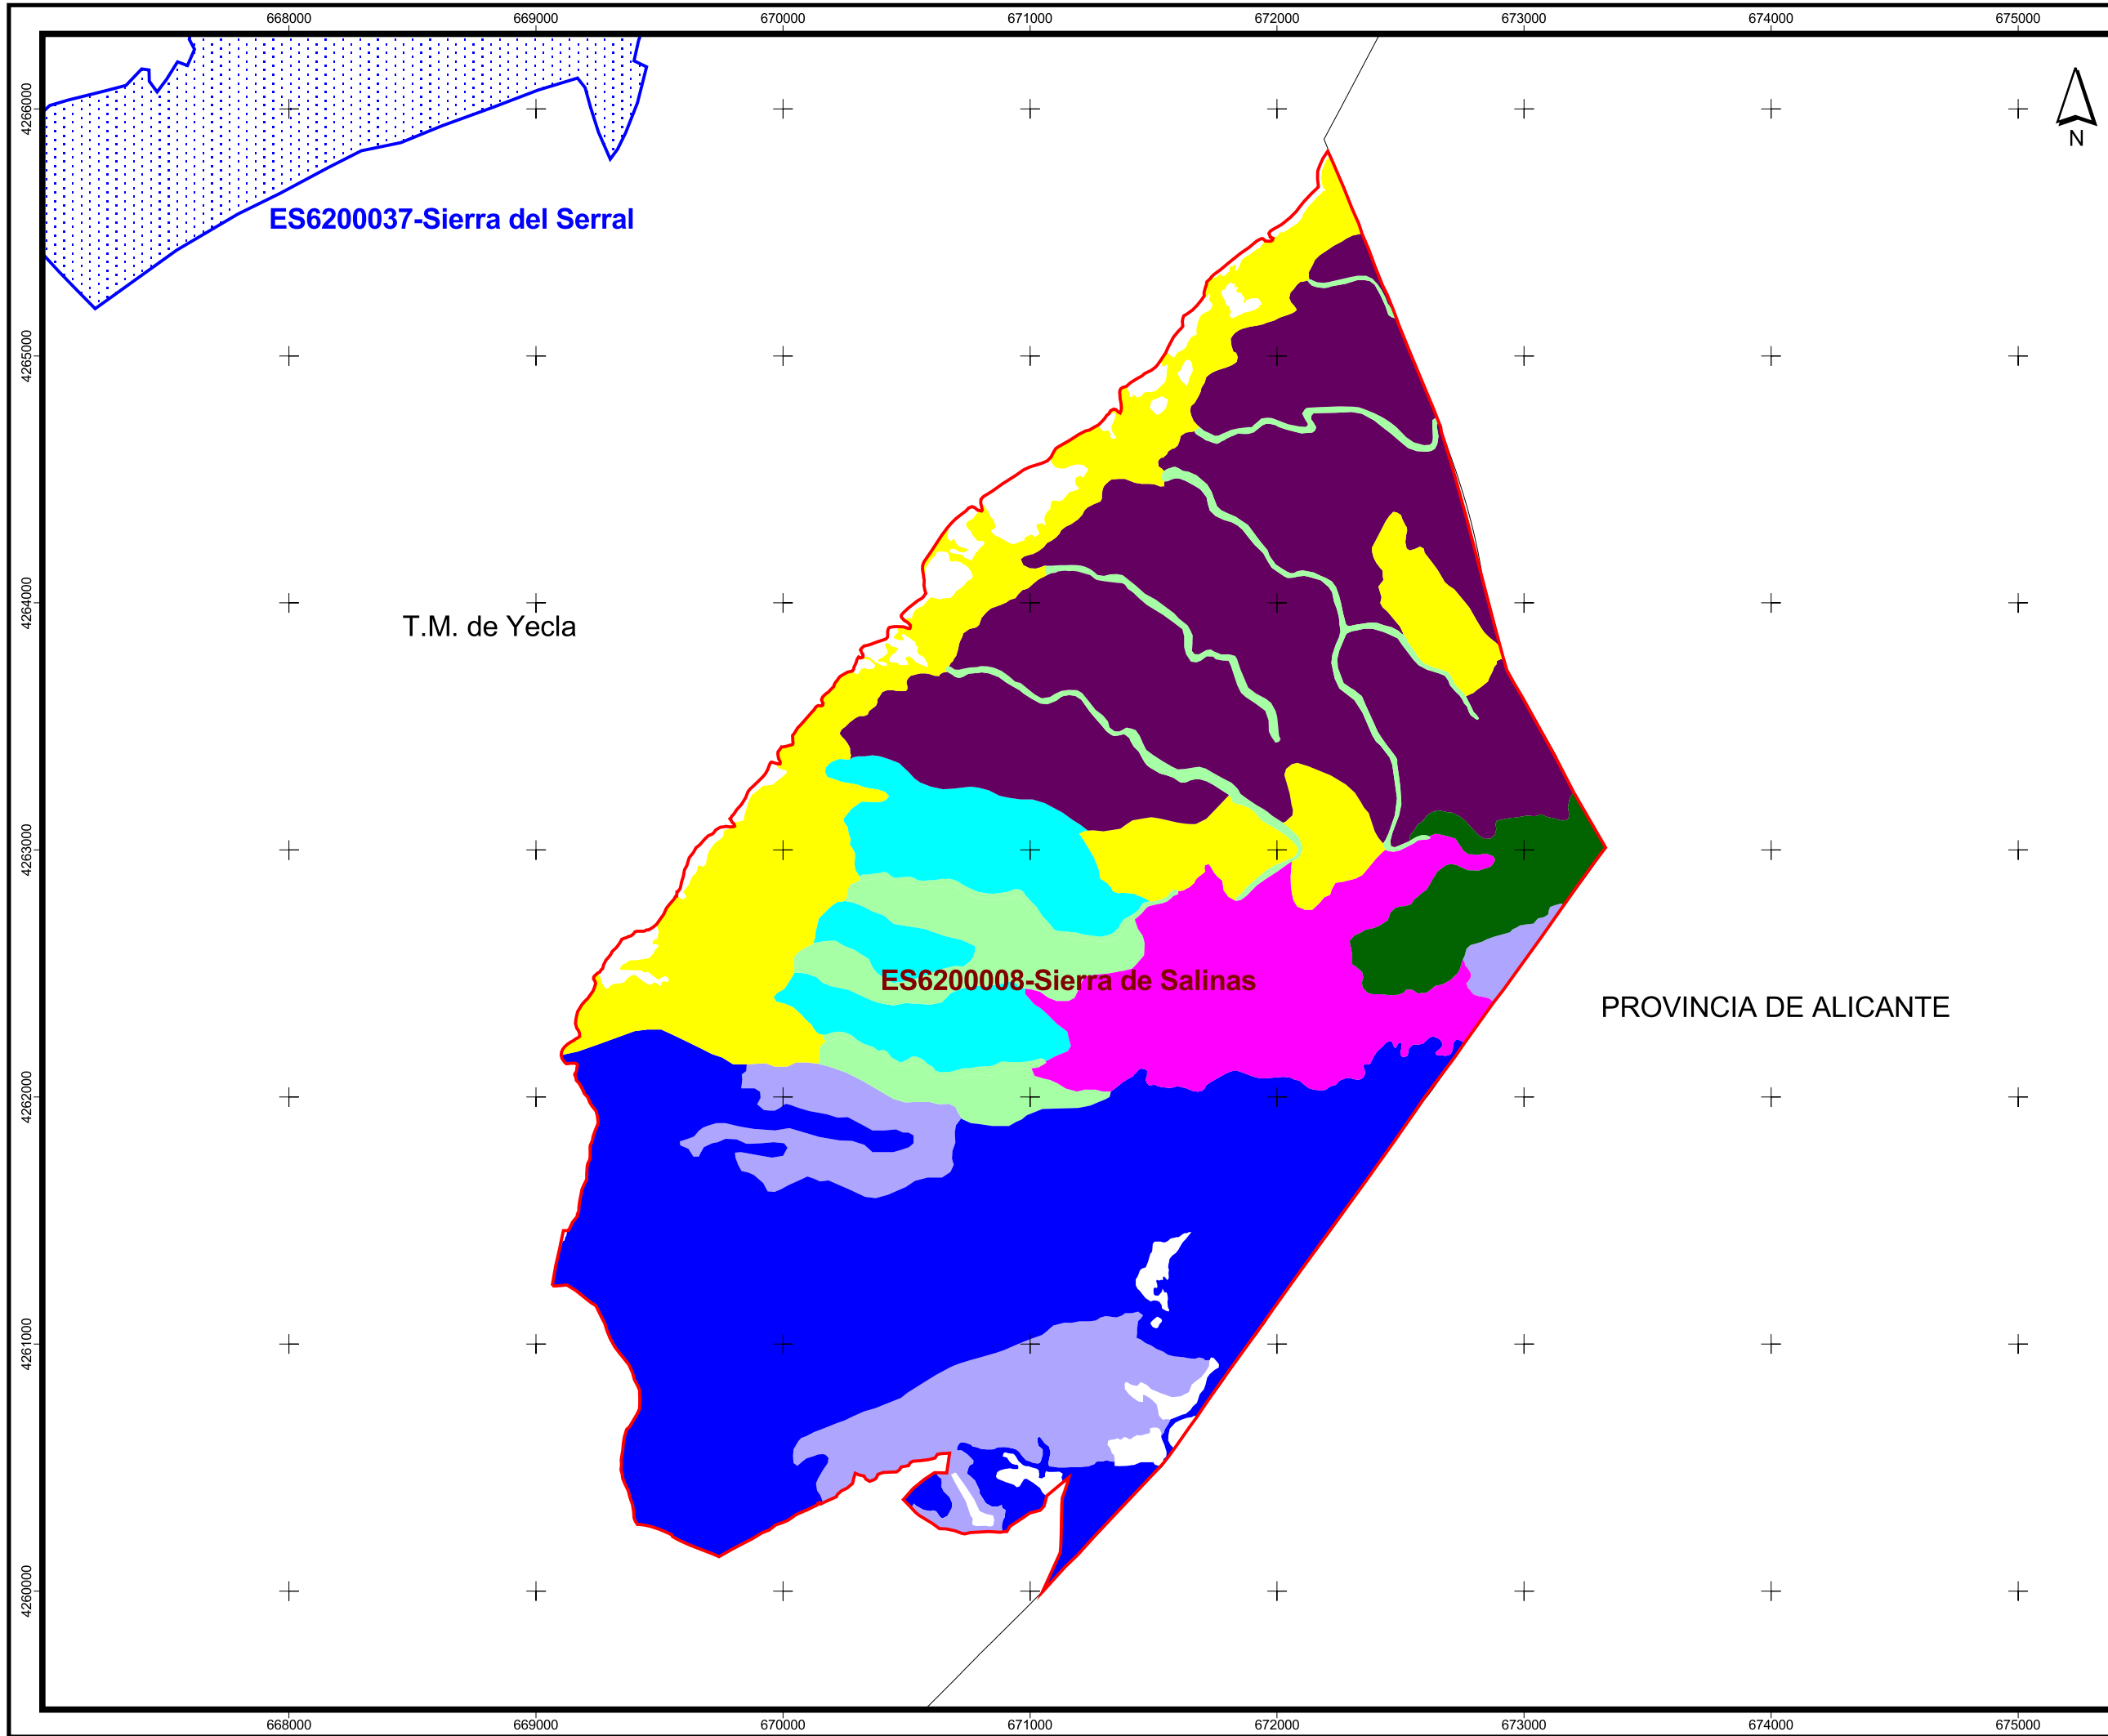 668000 669000 670000 671000 672000 673000 674000 675000
4266000
N
ES6200037-Sierra del Serral
4265000
4264000
T.M. de Yecla
4263000
ES6200008-Sierra de Salinas
PROVINCIA DE ALICANTE
4262000
4261000
4260000
668000 669000 670000 671000 672000 673000 674000 675000